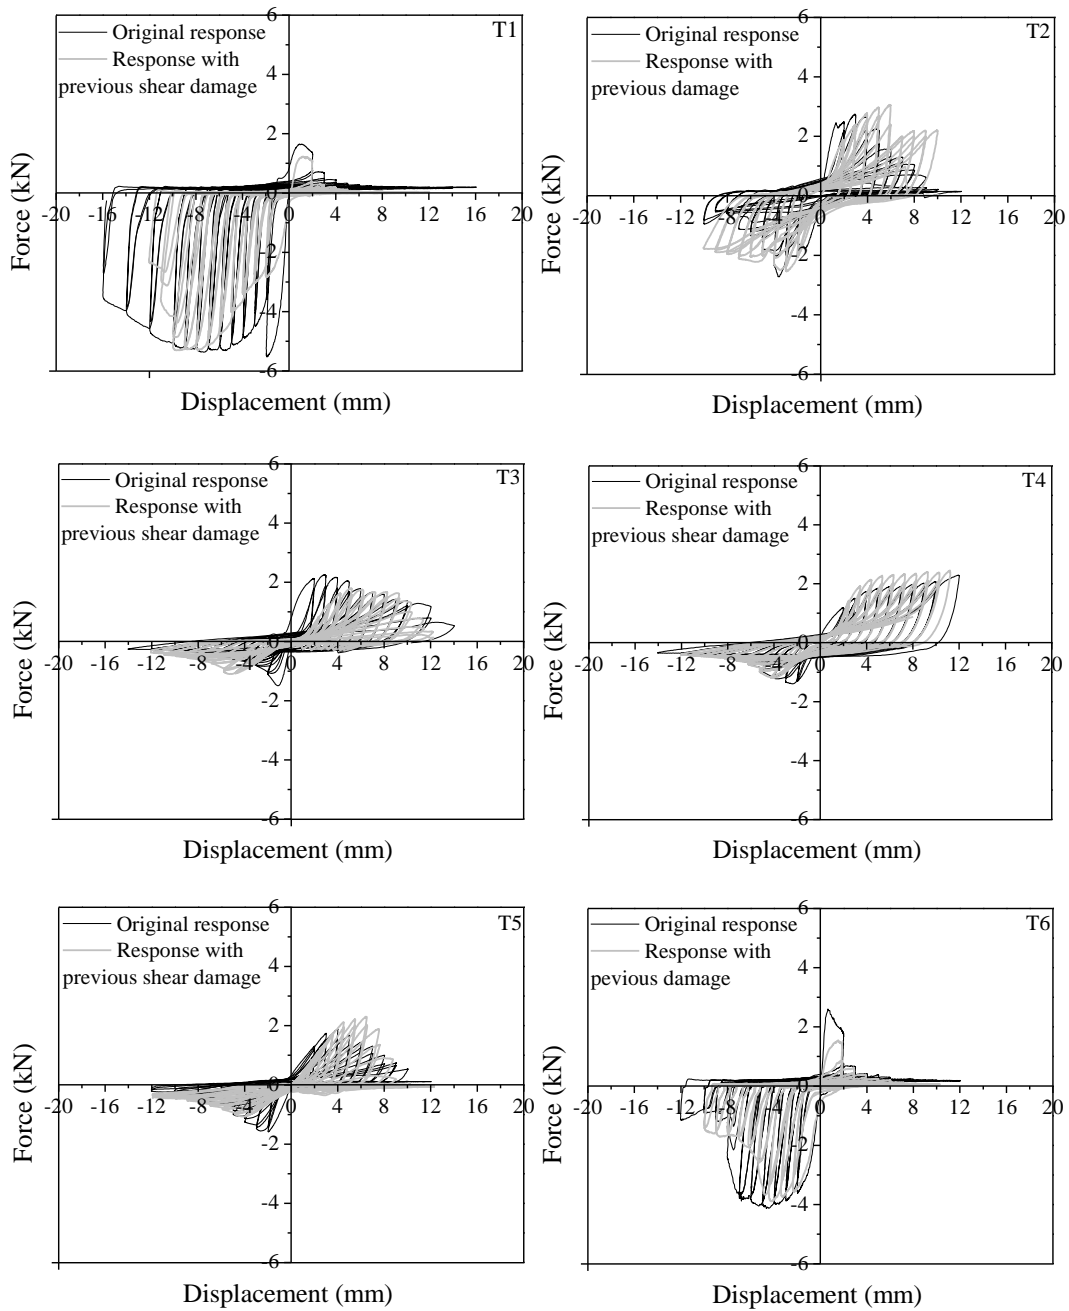 6
Original response
T1
Response with
previous shear damage
4
2
0
-20 -16 -12 -8 -4 0 4 8 12 16 20
-2
-4
-6
Force (kN)
Displacement (mm)
6
Original response
T2
Response with
previous damage
4
2
0
-20 -16 -12 -8 -4 0 4 8 12 16 20
-2
-4
-6
Force (kN)
Displacement (mm)
6
Original response
T3
Response with
previous shear damage
4
2
0
-20 -16 -12 -8 -4 0 4 8 12 16 20
-2
-4
-6
Force (kN)
Displacement (mm)
6
Original response
T4
Response with
previous shear damage
4
2
0
-20 -16 -12 -8 -4 0 4 8 12 16 20
-2
-4
-6
Force (kN)
Displacement (mm)
6
Original response
T5
Response with
previous shear damage
4
2
0
-20 -16 -12 -8 -4 0 4 8 12 16 20
-2
-4
-6
Force (kN)
Displacement (mm)
6
Original response
T6
Response with
pevious damage
4
2
0
-20 -16 -12 -8 -4 0 4 8 12 16 20
-2
-4
-6
Force (kN)
Displacement (mm)